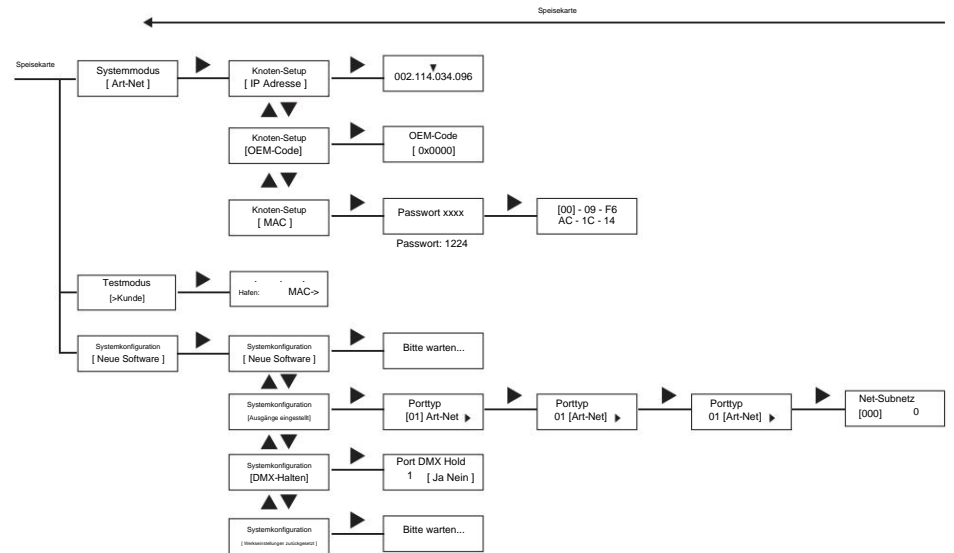 Speisekarte
Speisekarte
Systemmodus
[ Art-Net ]
Knoten-Setup
[ IP Adresse ]
002.114.034.096
Knoten-Setup
[OEM-Code]
OEM-Code
[ 0x0000]
Knoten-Setup
[ MAC ]
Passwort xxxx
Passwort: 1224
[00] - 09 - F6
AC - 1C - 14
Testmodus
[>Kunde]
. . .
Hafen: MAC->
Systemkonfiguration
[ Neue Software ]
Systemkonfiguration
[ Neue Software ]
Bitte warten...
Systemkonfiguration
[Ausgänge eingestellt]
Porttyp
[01] Art-Net
Porttyp
01 [Art-Net]
Porttyp
01 [Art-Net]
Net-Subnetz
[000] 0
Systemkonfiguration
[DMX-Halten]
Port DMX Hold
1 [ Ja Nein ]
Systemkonfiguration
[ Werkseinstellungen zurückgesetzt ]
Bitte warten...